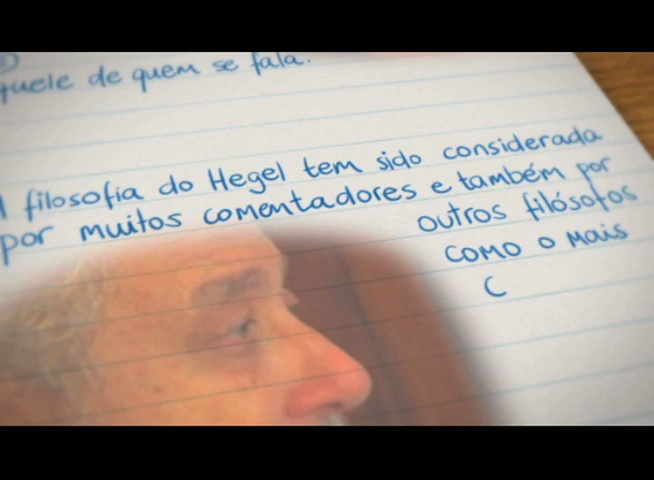 quele de quem se fala.
A filosofia do Hegel tem sido considerada
por muitos comentadores e também por
outros filósofos
como o mais
C